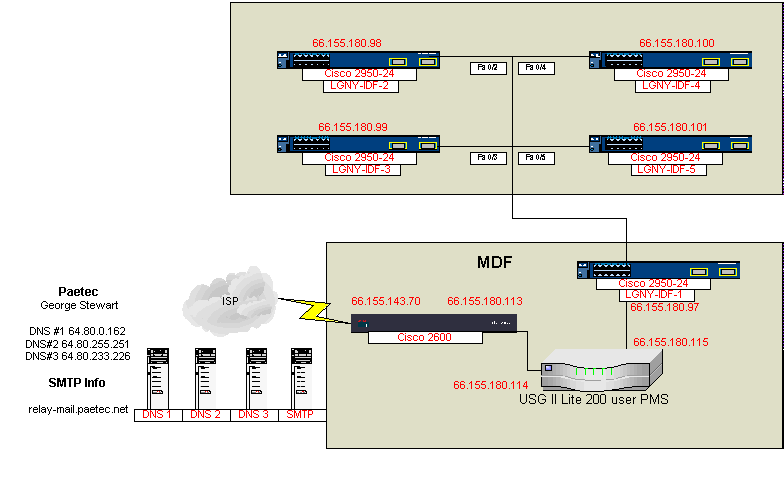 66.155.180.98
Cisco 2950-24
LGNY-IDF-2
Fa 0/2
Fa 0/4
66.155.180.100
Cisco 2950-24
LGNY-IDF-4
66.155.180.99
Cisco 2950-24
LGNY-IDF-3
Fa 0/3
Fa 0/5
66.155.180.101
Cisco 2950-24
LGNY-IDF-5
MDF
Cisco 2950-24
LGNY-IDF-1
66.155.180.97
66.155.180.115
ISP
66.155.143.70
66.155.180.113
Cisco 2600
66.155.180.114
USG II Lite 200 user PMS
Paetec
George Stewart
DNS #1 64.80.0.162
DNS#2 64.80.255.251
DNS#3 64.80.233.226
SMTP Info
relay-mail.paetec.net
DNS 1
DNS 2
DNS 3
SMTP